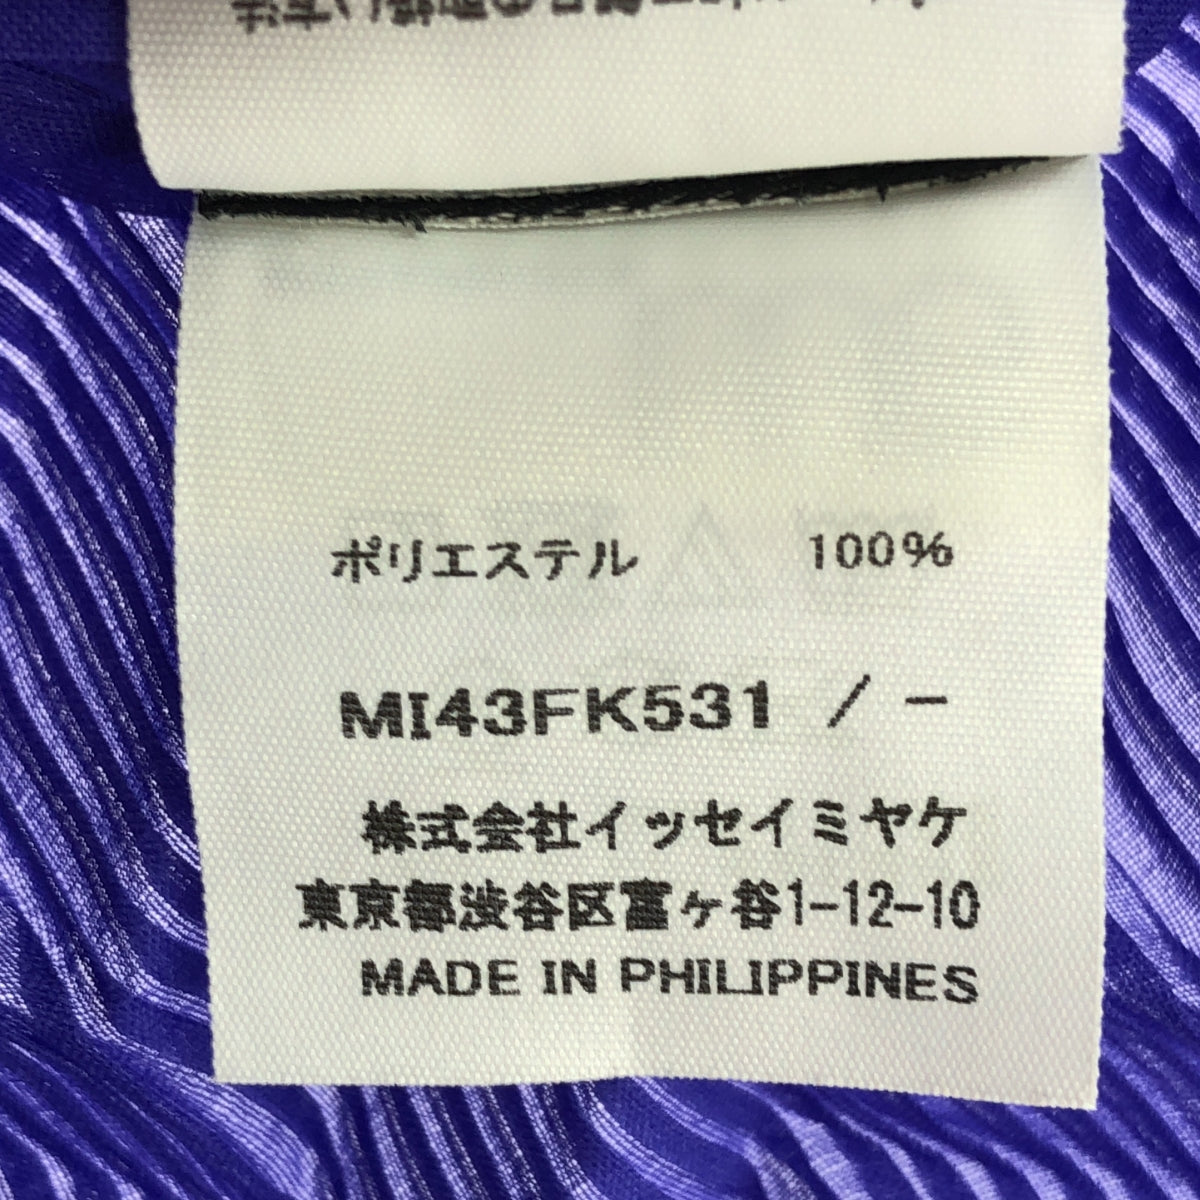 ポリエステル 100%
MI43FK531 / -
株式会社イッセイミヤケ
東京都渋谷区富ヶ谷1-12-10
MADE IN PHILIPPINES